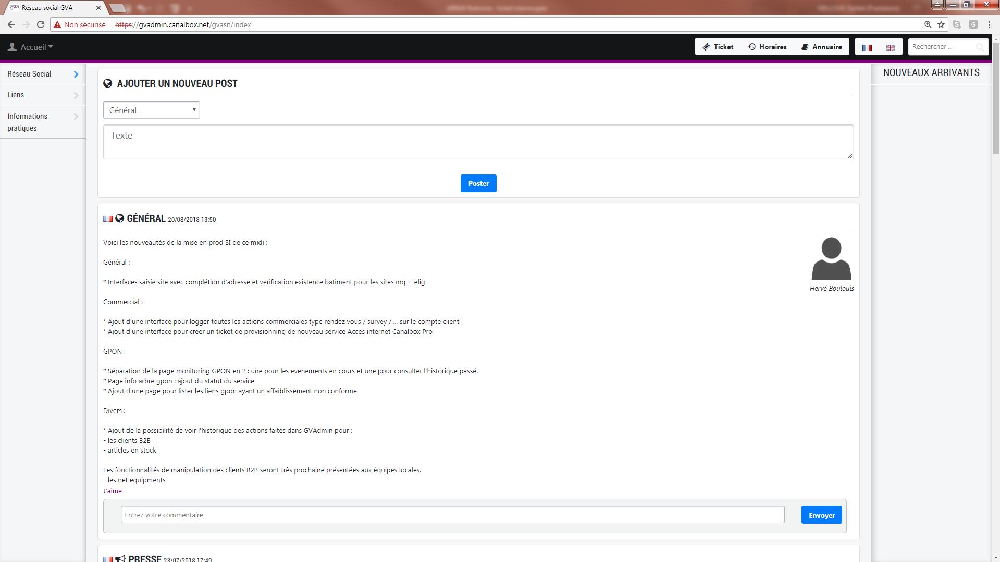 Réseau social GVA
Non sécurisé
https://gvadmin.canalbox.net/gvasn/index
Accueil
Ticket
Horaires
Annuaire
Rechercher ...
Réseau Social
Liens
Informations
pratiques
AJOUTER UN NOUVEAU POST
Général
Texte
Poster
NOUVEAUX ARRIVANTS
GÉNÉRAL 20/08/2018 13:50
Voici les nouveautés de la mise en prod SI de ce midi :
Général :
* Interfaces saisie site avec complétion d'adresse et verification existence batiment pour les sites mq + elig
Hervé Boulouis
Commercial :
* Ajout d'une interface pour logger toutes les actions commerciales type rendez vous / survey / ... sur le compte client
* Ajout d'une interface pour creer un ticket de provisionning de nouveau service Acces internet Canalbox Pro
GPON :
* Séparation de la page monitoring GPON en 2 : une pour les evenements en cours et une pour consulter l'historique passé.
* Page info arbre gpon : ajout du statut du service
* Ajout d'une page pour lister les liens gpon ayant un affaiblissement non conforme
Divers :
* Ajout de la possibilité de voir l'historique des actions faites dans GVAdmin pour :
- les clients B2B
- articles en stock
Les fonctionnalités de manipulation des clients B2B seront très prochaine présentées aux équipes locales.
- les net equipments
J'aime
Entrez votre commentaire
Envoyer
PRESSE 23/07/2018 17:49